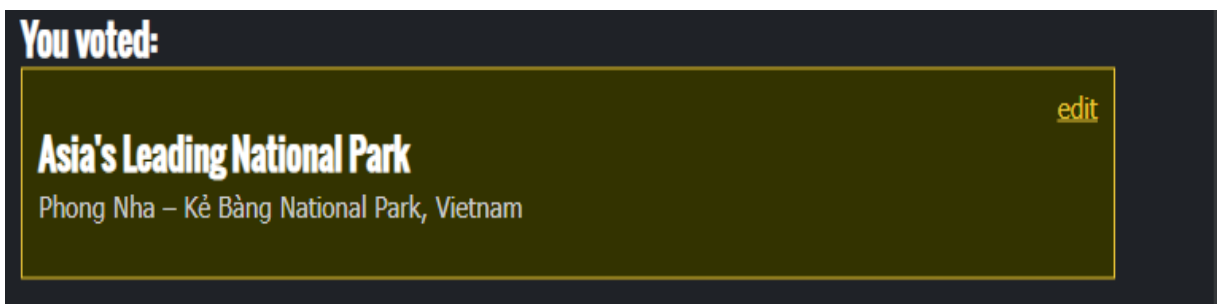 You voted:
edit
Asia's Leading National Park
Phong Nha – Kẻ Bàng National Park, Vietnam